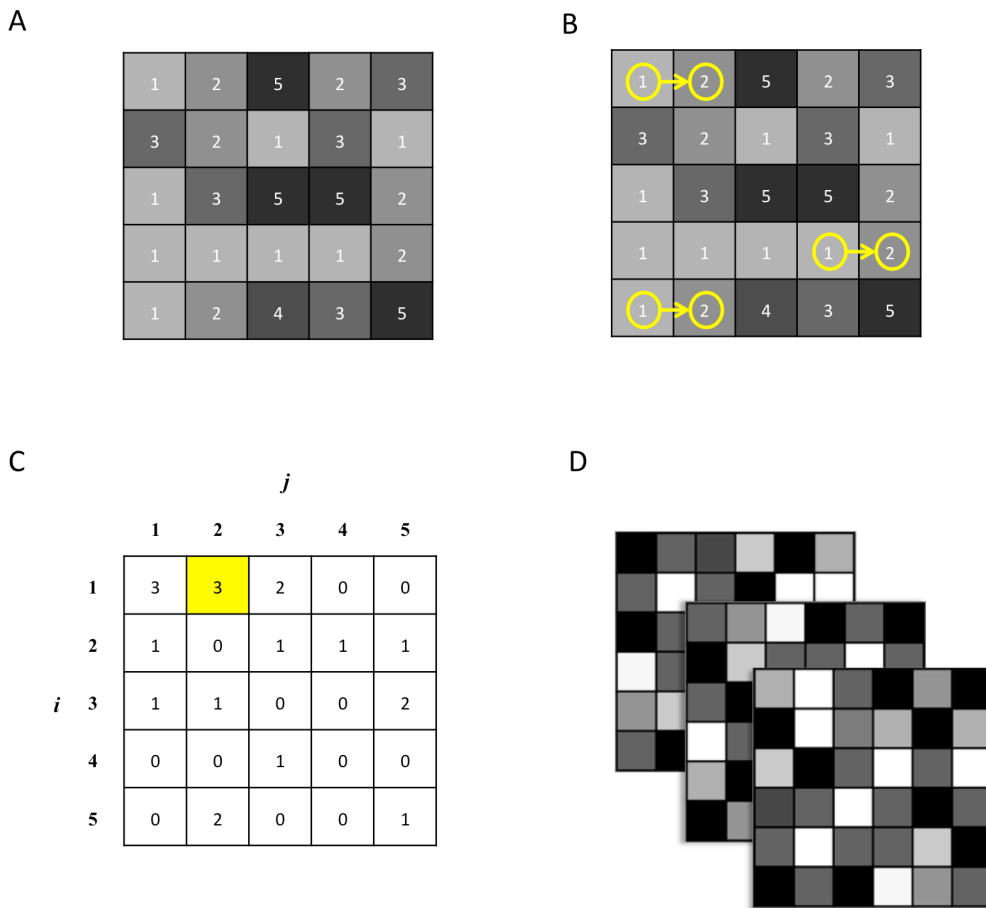 A
1 2 5 2 3
3 2 1 3 1
1 3 5 5 2
1 1 1 1 2
1 2 4 3 5
B
1 2 5 2 3
3 2 1 3 1
1 3 5 5 2
1 1 1 1 2
1 2 4 3 5
C
j
1 2 3 4 5
1 3 3 2 0 0
2 1 0 1 1 1
i 3 1 1 0 0 2
4 0 0 1 0 0
5 0 2 0 0 1
D